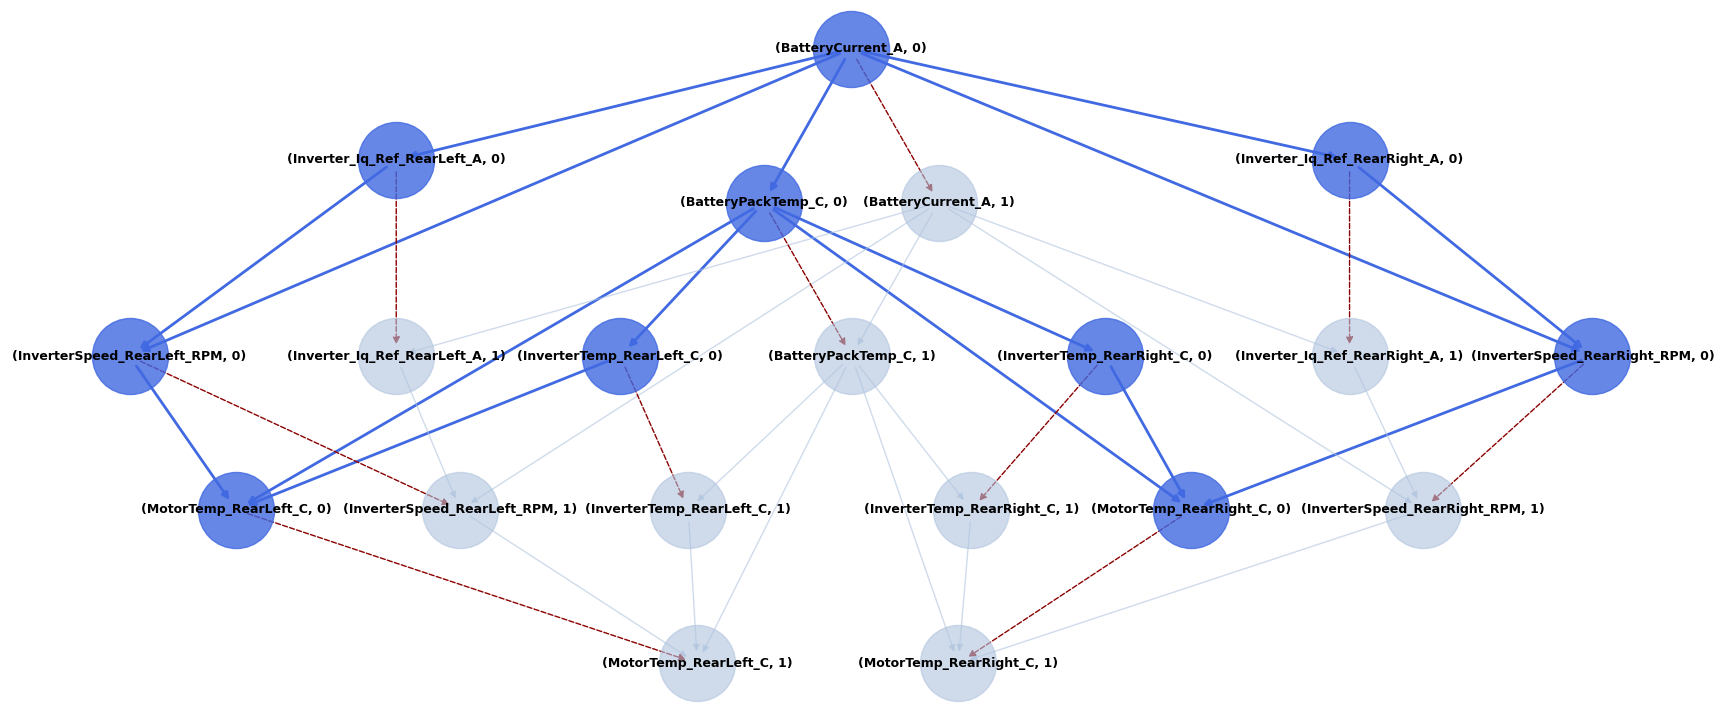 (BatteryCurrent_A, 0)
(Inverter_Iq_Ref_RearLeft_A, 0)
(Inverter_Iq_Ref_RearRight_A, 0)
(BatteryPackTemp_C, 0)
(BatteryCurrent_A, 1)
(InverterSpeed_RearLeft_RPM, 0)
(Inverter_Iq_Ref_RearLeft_A, 1)
(InverterTemp_RearLeft_C, 0)
(BatteryPackTemp_C, 1)
(InverterTemp_RearRight_C, 0)
(Inverter_Iq_Ref_RearRight_A, 1)
(InverterSpeed_RearRight_RPM, 0)
(MotorTemp_RearLeft_C, 0)
(InverterSpeed_RearLeft_RPM, 1)
(InverterTemp_RearLeft_C, 1)
(InverterTemp_RearRight_C, 1)
(MotorTemp_RearRight_C, 0)
(InverterSpeed_RearRight_RPM, 1)
(MotorTemp_RearLeft_C, 1)
(MotorTemp_RearRight_C, 1)